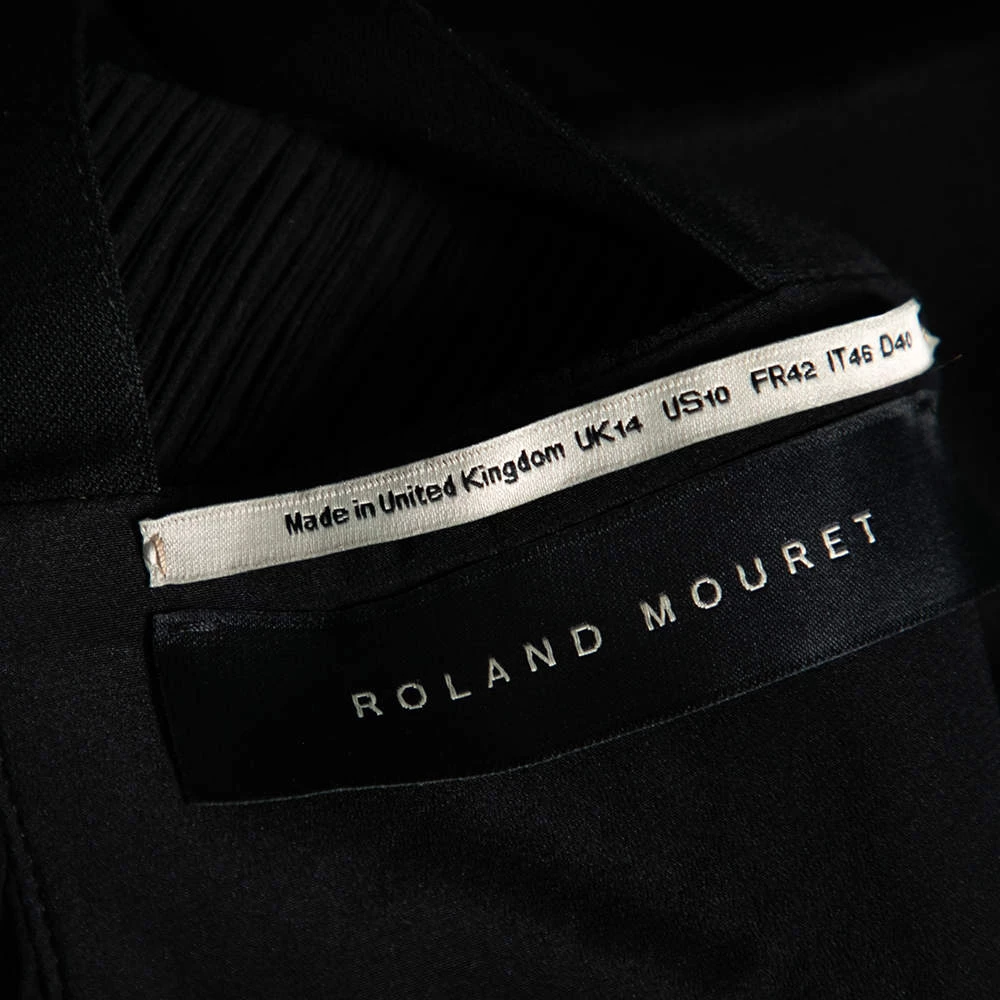 Made in United Kingdom UK14 US10 FR42 IT46 D40
ROLAND MOURET